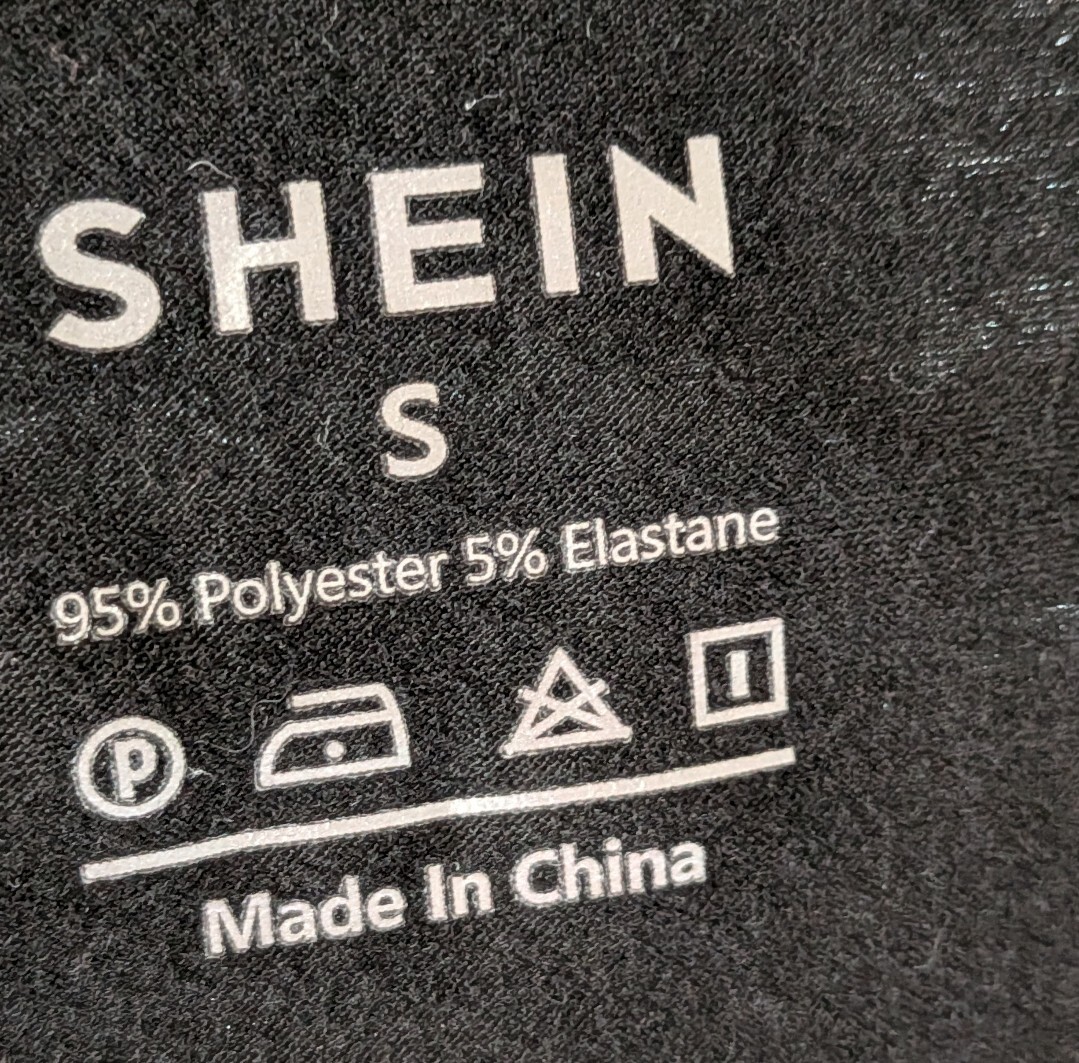 SHEIN
S
95% Polyester 5% Elastane
P
Made In China